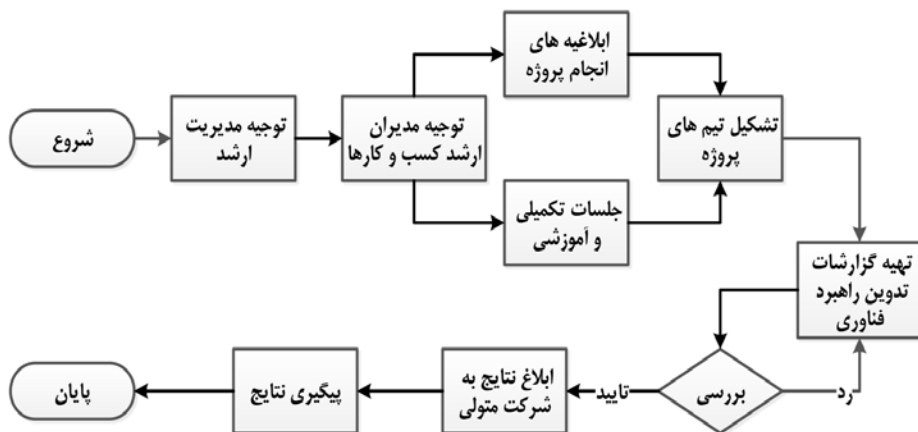 شروع
توجیه مدیریت
ارشد
توجیه مدیران
ارشد کسب و کارها
ابلاغیه های
انجام پروژه
جلسات تکمیلی
و آموزشی
تشکیل تیم های
پروژه
تهیه گزارشات
تدوین راهبرد
فناوری
بررسی
رد
تایید
ابلاغ نتایج به
شرکت متولی
پیگیری نتایج
پایان